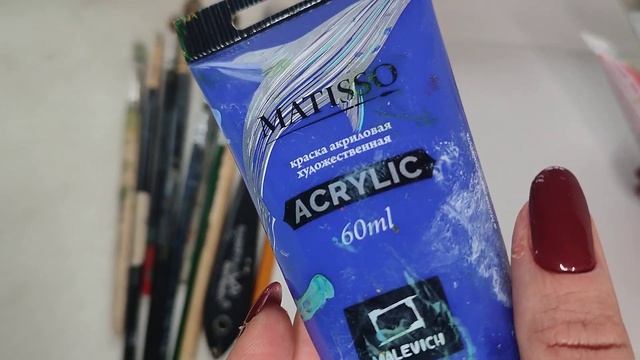 MATISSO
краска акриловая
художественная
ACRYLIC
60ml
MALEVICH